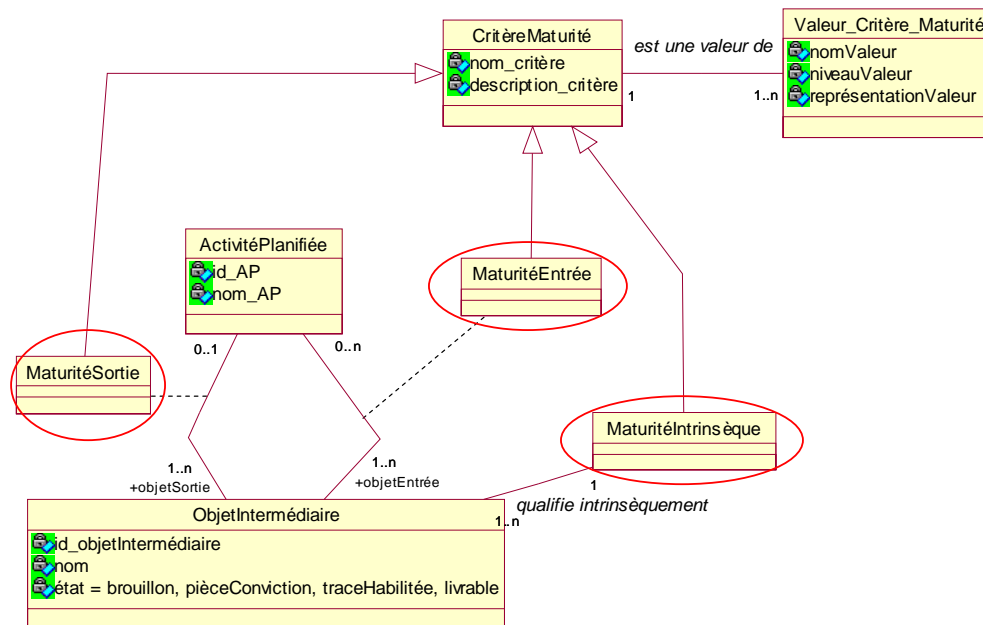 CritèreMaturité
nom_critère
description_critère
est une valeur de
1
1..n
Valeur_Critère_Maturité
nomValeur
niveauValeur
représentationValeur
ActivitéPlanifiée
id_AP
nom_AP
0..1
0..n
MaturitéEntrée
MaturitéSortie
MaturitéIntrinsèque
1..n
+objetSortie
1..n
+objetEntrée
1
qualifie intrinsèquement
1..n
ObjetIntermédiaire
id_objetIntermédiaire
nom
état = brouillon, pièceConviction, traceHabilitée, livrable